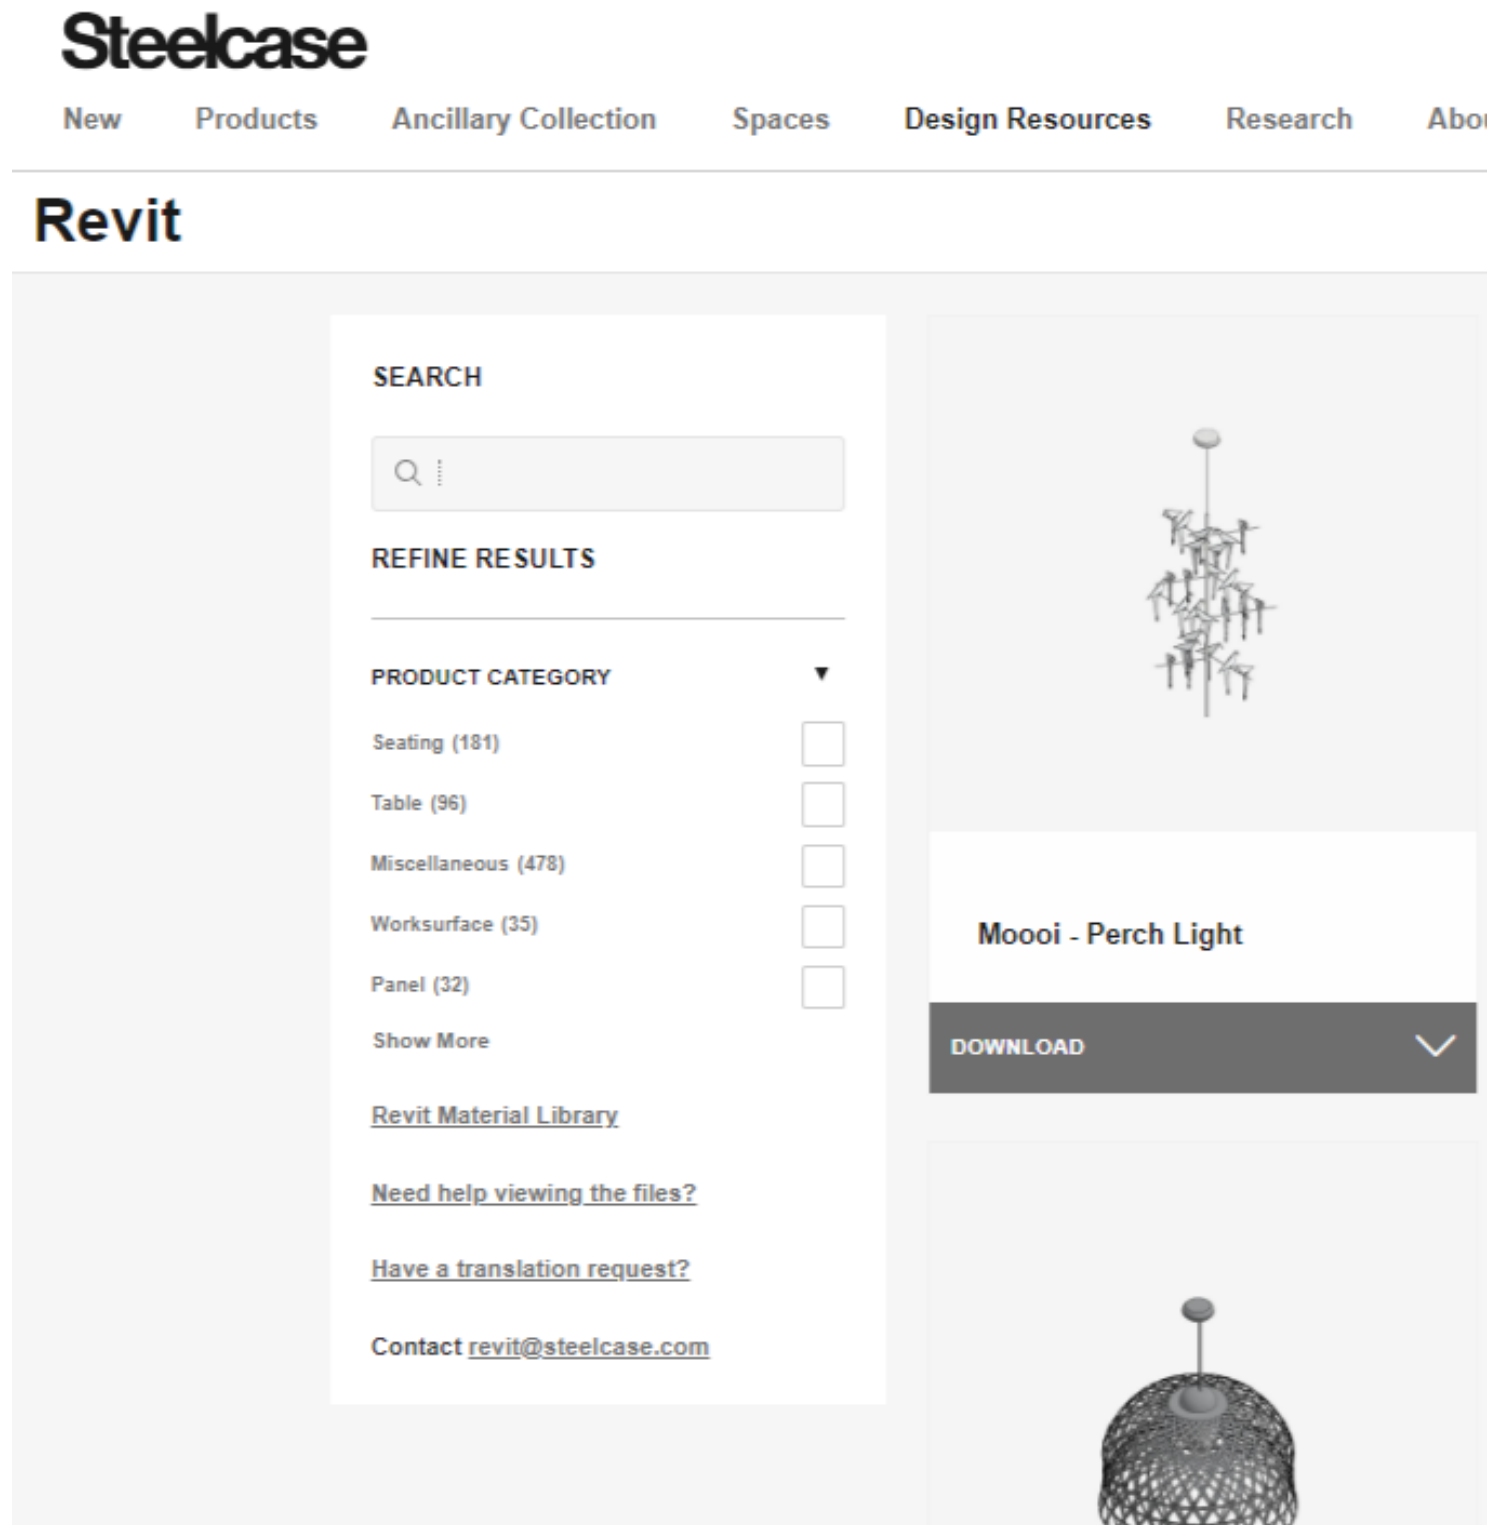 Steelcase
New Products Ancillary Collection Spaces Design Resources Research Abou
Revit
SEARCH
REFINE RESULTS
PRODUCT CATEGORY
Seating (181)
Table (96)
Miscellaneous (478)
Worksurface (35)
Panel (32)
Show More
Revit Material Library
Need help viewing the files?
Have a translation request?
Contact revit@steelcase.com
Moooi - Perch Light
DOWNLOAD